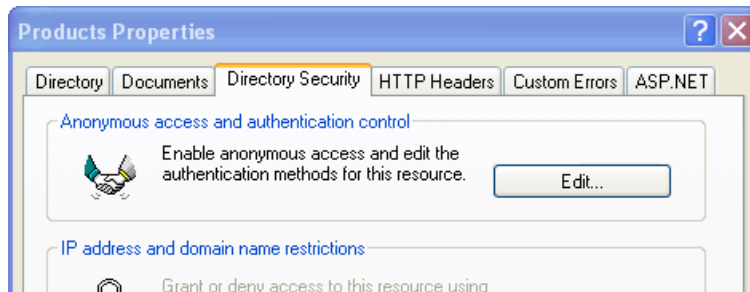 Products Properties
Directory Documents Directory Security HTTP Headers Custom Errors ASP.NET
Anonymous access and authentication control
Enable anonymous access and edit the
authentication methods for this resource.
Edit...
IP address and domain name restrictions
Grant or deny access to this resource using